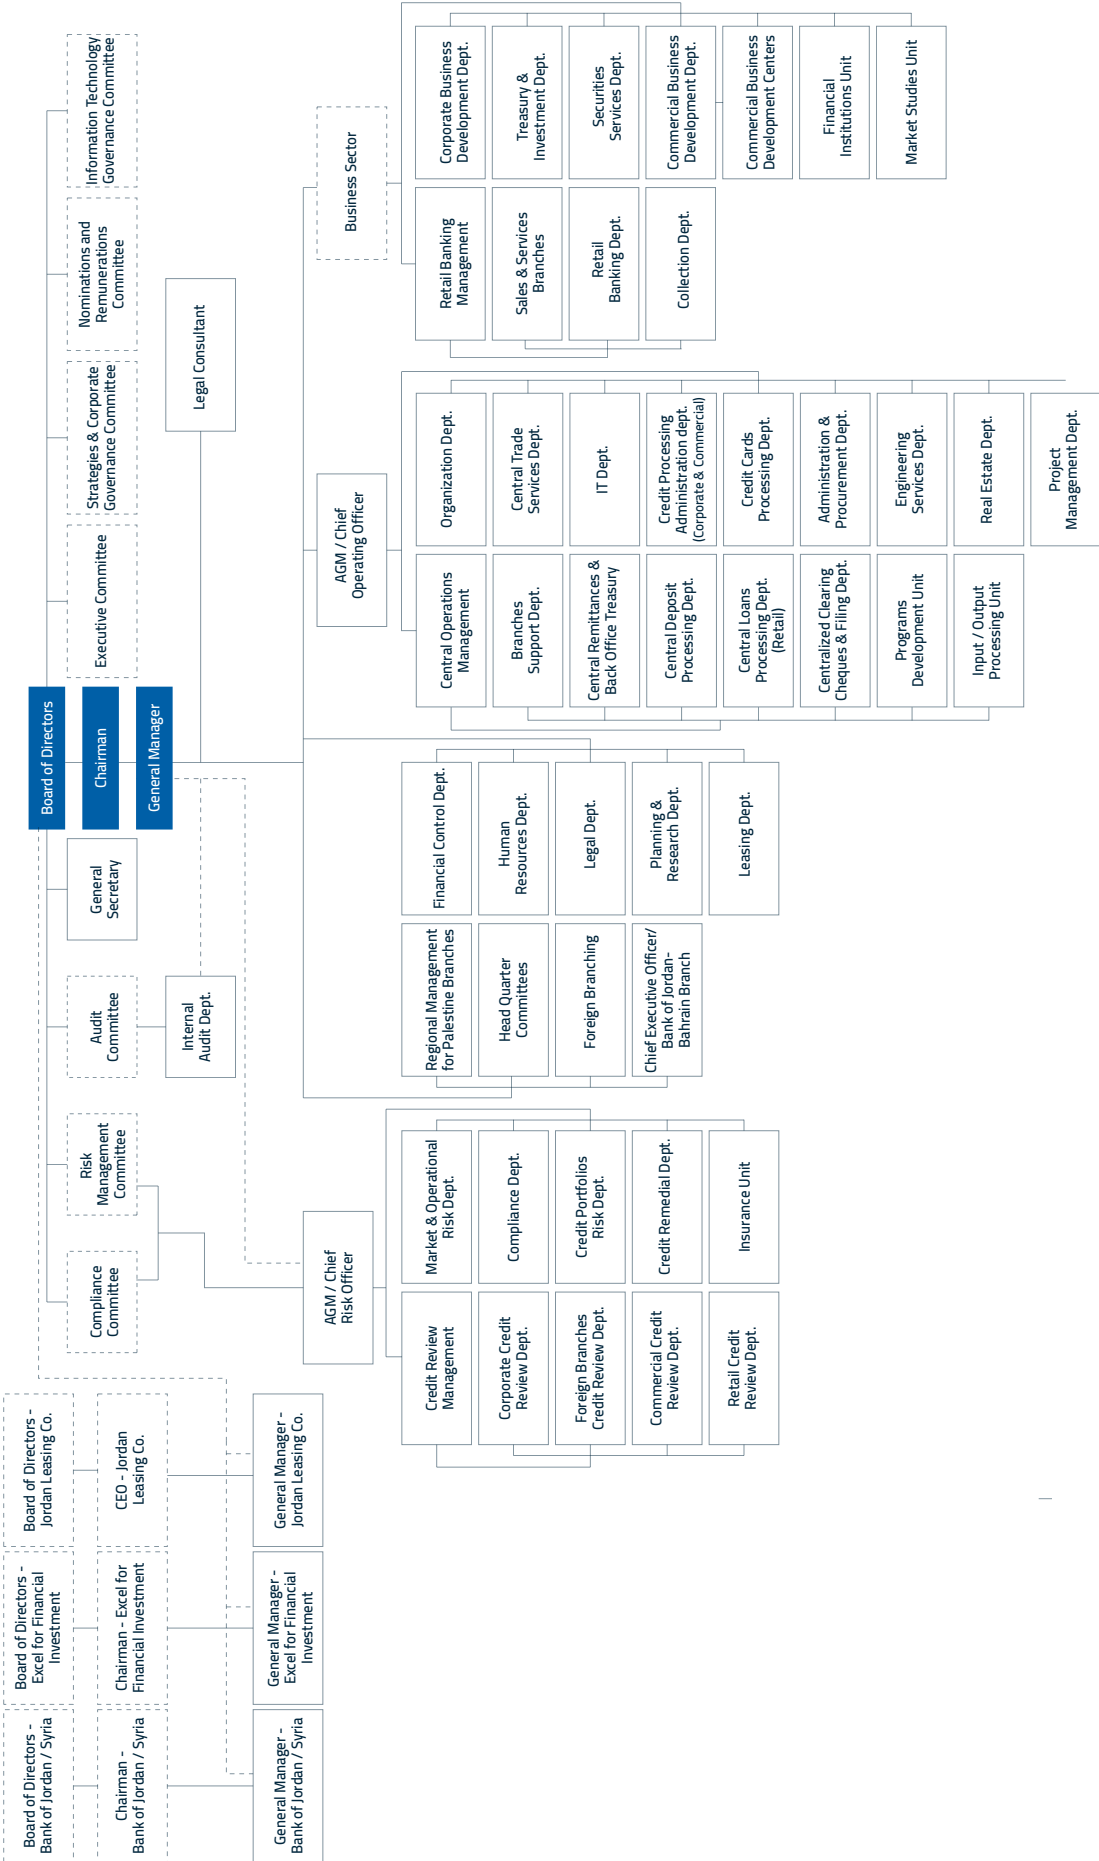 Board of Directors –
Bank of Jordan / Syria
Board of Directors –
Excel for Financial
Investment
Board of Directors –
Jordan Leasing Co.
Chairman –
Bank of Jordan / Syria
Chairman – Excel for
Financial Investment
CEO – Jordan
Leasing Co.
General Manager –
Bank of Jordan / Syria
General Manager –
Excel for Financial
Investment
General Manager –
Jordan Leasing Co.
Board of Directors
Chairman
General Manager
Compliance
Committee
Risk
Management
Committee
Audit
Committee
General
Secretary
Executive Committee
Strategies & Corporate
Governance Committee
Nominations and
Remunerations
Committee
Information Technology
Governance Committee
Internal
Audit Dept.
Legal Consultant
AGM / Chief
Risk Officer
AGM / Chief
Operating Officer
Business Sector
Credit Review
Management
Corporate Credit
Review Dept.
Foreign Branches
Credit Review Dept.
Commercial Credit
Review Dept.
Retail Credit
Review Dept.
Market & Operational
Risk Dept.
Compliance Dept.
Credit Portfolios
Risk Dept.
Credit Remedial Dept.
Insurance Unit
Regional Management
for Palestine Branches
Head Quarter
Committees
Foreign Branching
Chief Executive Officer/
Bank of Jordan–
Bahrain Branch
Financial Control Dept.
Human
Resources Dept.
Legal Dept.
Planning &
Research Dept.
Leasing Dept.
Central Operations
Management
Branches
Support Dept.
Central Remittances &
Back Office Treasury
Central Deposit
Processing Dept.
Central Loans
Processing Dept.
(Retail)
Centralized Clearing
Cheques & Filing Dept.
Programs
Development Unit
Input / Output
Processing Unit
Organization Dept.
Central Trade
Services Dept.
IT Dept.
Credit Processing
Administration dept.
(Corporate & Commercial)
Credit Cards
Processing Dept.
Administration &
Procurement Dept.
Engineering
Services Dept.
Real Estate Dept.
Project
Management Dept.
Retail Banking
Management
Sales & Services
Branches
Retail
Banking Dept.
Collection Dept.
Corporate Business
Development Dept.
Treasury &
Investment Dept.
Securities
Services Dept.
Commercial Business
Development Dept.
Commercial Business
Development Centers
Financial
Institutions Unit
Market Studies Unit